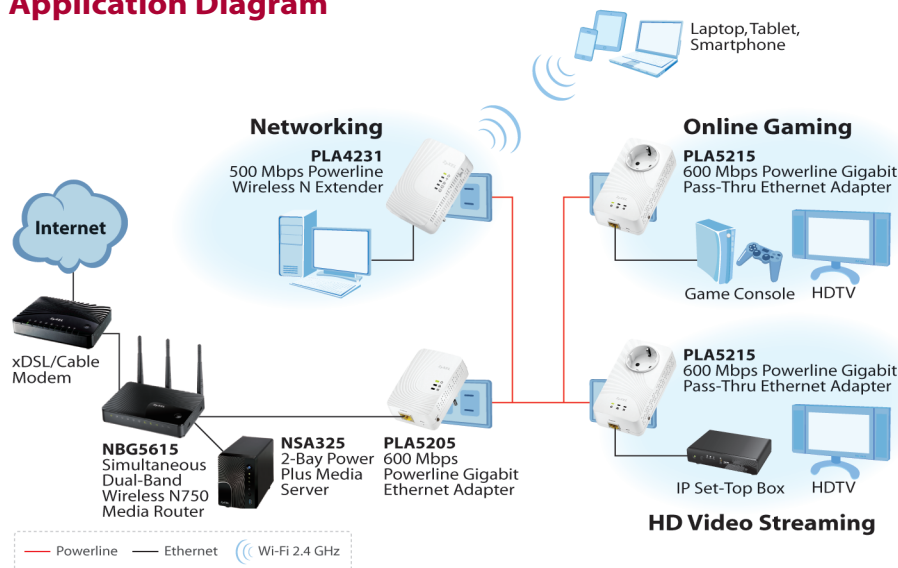 Application Diagram
Laptop, Tablet,
Smartphone
Networking
PLA4231
500 Mbps Powerline
Wireless N Extender
Online Gaming
PLA5215
600 Mbps Powerline Gigabit
Pass-Thru Ethernet Adapter
Internet
Game Console
HDTV
xDSL/Cable
Modem
PLA5215
600 Mbps Powerline Gigabit
Pass-Thru Ethernet Adapter
NBG5615
Simultaneous
Dual-Band
Wireless N750
Media Router
NSA325
2-Bay Power
Plus Media
Server
PLA5205
600 Mbps
Powerline Gigabit
Ethernet Adapter
IP Set-Top Box
HDTV
HD Video Streaming
Powerline
Ethernet
Wi-Fi 2.4 GHz